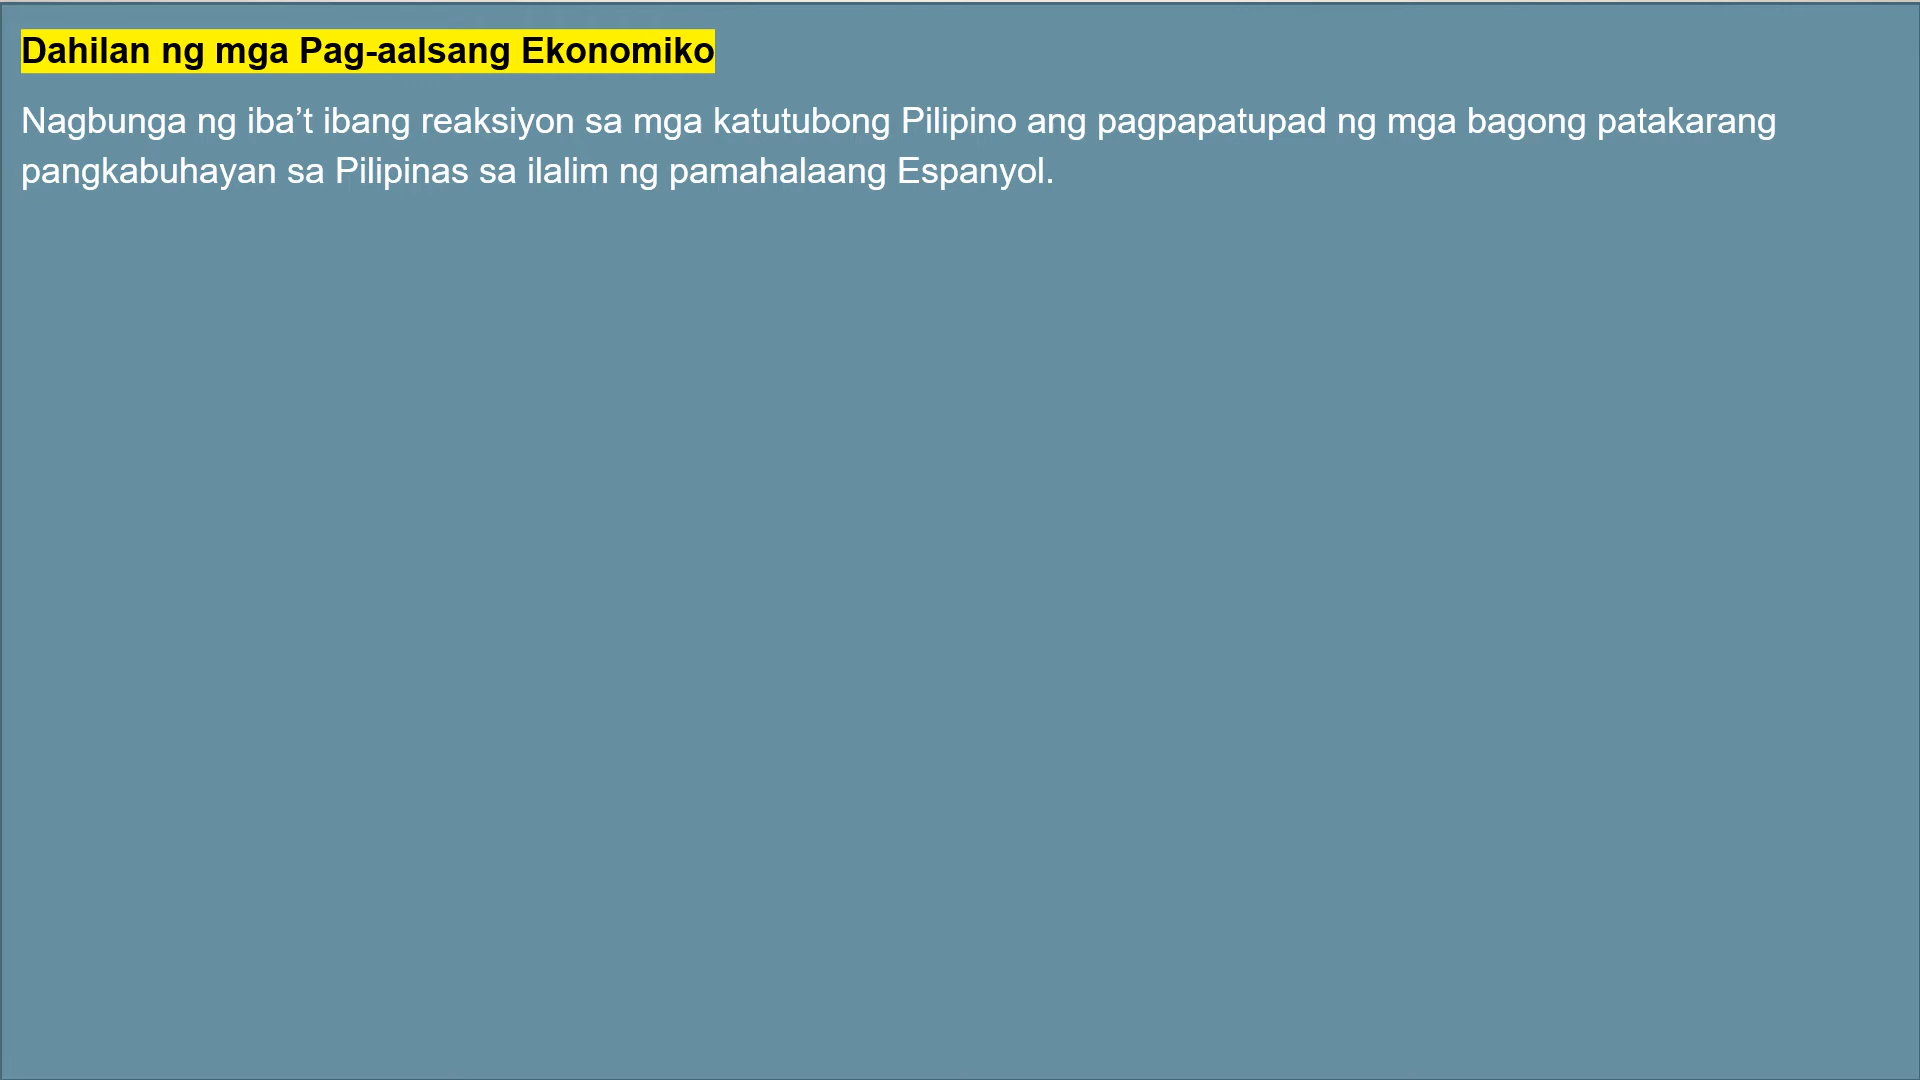 Dahilan ng mga Pag-aalsang Ekonomiko
Nagbunga ng iba’t ibang reaksiyon sa mga katutubong Pilipino ang pagpapatupad ng mga bagong patakarang
pangkabuhayan sa Pilipinas sa ilalim ng pamahalaang Espanyol.